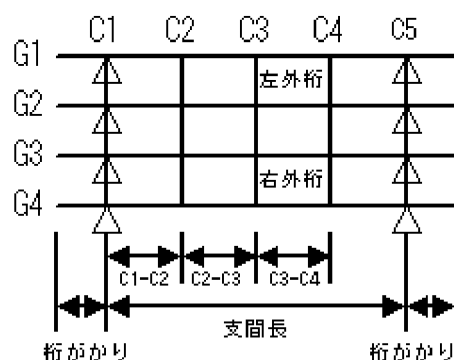 C1 C2 C3 C4 C5
G1
左外桁
G2
G3
右外桁
G4
C1-C2 C2-C3 C3-C4
支間長
桁がかり 桁がかり